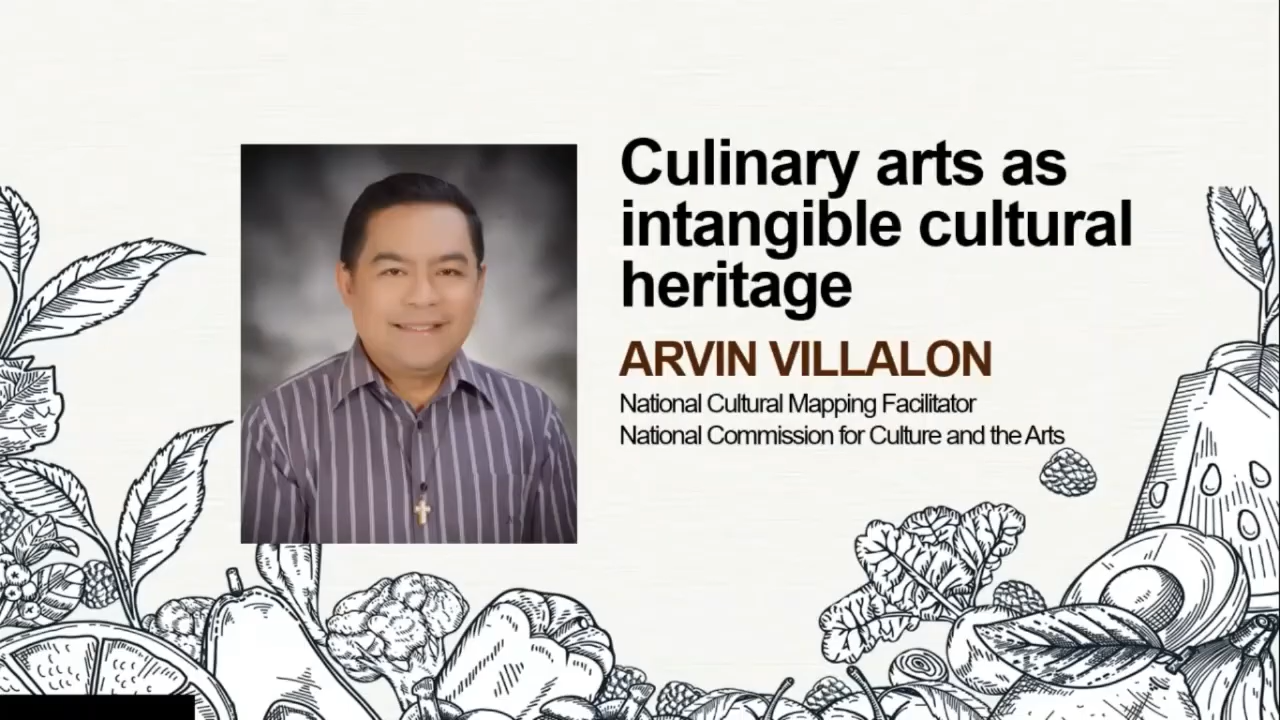 Culinary arts as
intangible cultural
heritage
ARVIN VILLALON
National Cultural Mapping Facilitator
National Commission for Culture and the Arts